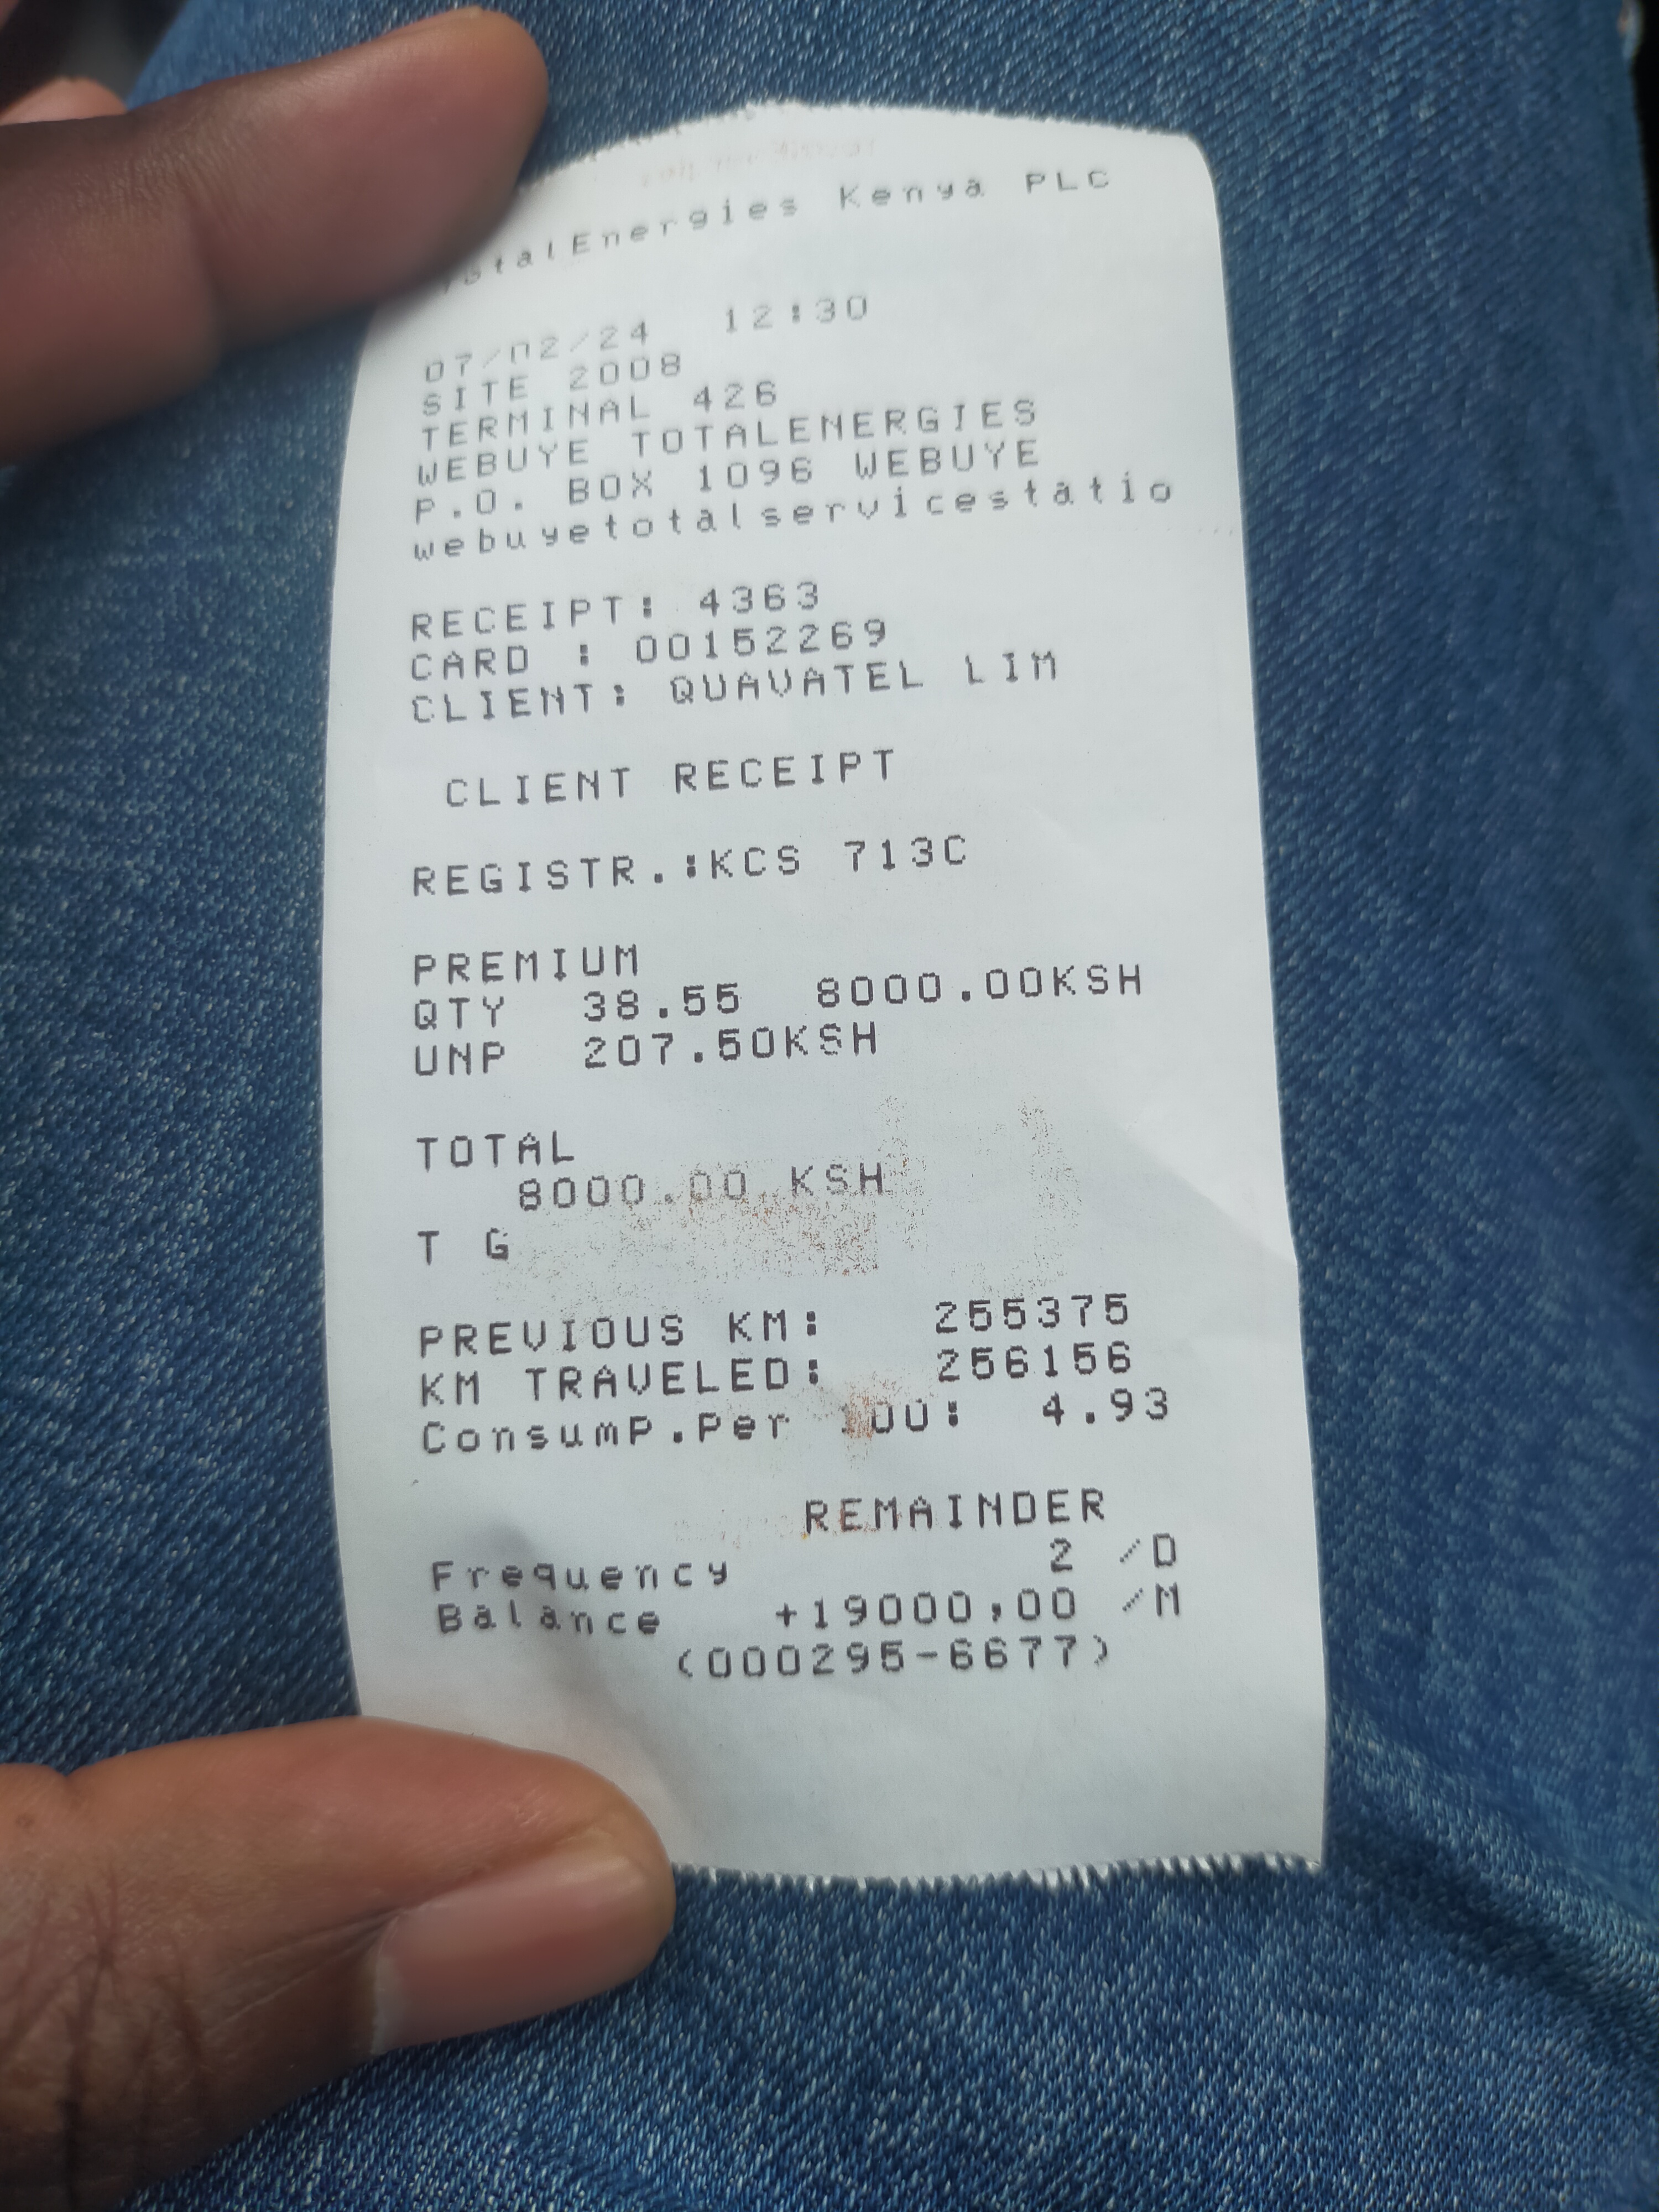 TotalEnergies Kenya PLC
07/02/24 12:30
SITE 2008
TERMINAL 426
WEBUYE TOTALENERGIES
P.O. BOX 1096 WEBUYE
webuyetotalservicestatio
RECEIPT: 4363
CARD : 00152269
CLIENT: QUAVATEL LIM
CLIENT RECEIPT
REGISTR.:KCS 713C
PREMIUM
QTY 38.55 8000.00KSH
UNP 207.50KSH
TOTAL
8000.00 KSH
T G
PREVIOUS KM: 255375
KM TRAVELED: 256156
Consump.Per 100: 4.93
REMAINDER
Frequency 2 /D
Balance +19000,00 /M
(000295-6677)